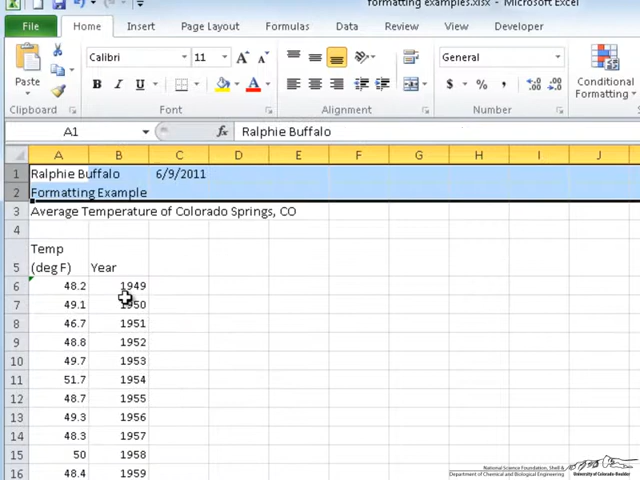 formatting examples.xlsx - Microsoft Excel
File Home Insert Page Layout Formulas Data Review View Developer
Calibri 11 General
Paste B I U $ % , Conditional Formatting
Clipboard Font Alignment Number
A1 fx Ralphie Buffalo
A B C D E F G H I J
1 Ralphie Buffalo 6/9/2011
2 Formatting Example
3 Average Temperature of Colorado Springs, CO
4
Temp
5 (deg F) Year
6 48.2 1949
7 49.1 1950
8 46.7 1951
9 48.8 1952
10 49.7 1953
11 51.7 1954
12 48.7 1955
13 49.3 1956
14 48.3 1957
15 50 1958
16 48.4 1959
National Science Foundation, Shell &
Department of Chemical and Biological Engineering
University of Colorado Boulder